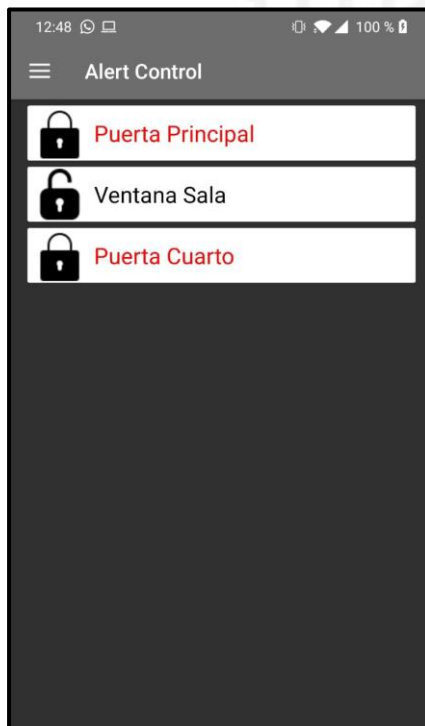 12:48 100 %
Alert Control
Puerta Principal
Ventana Sala
Puerta Cuarto